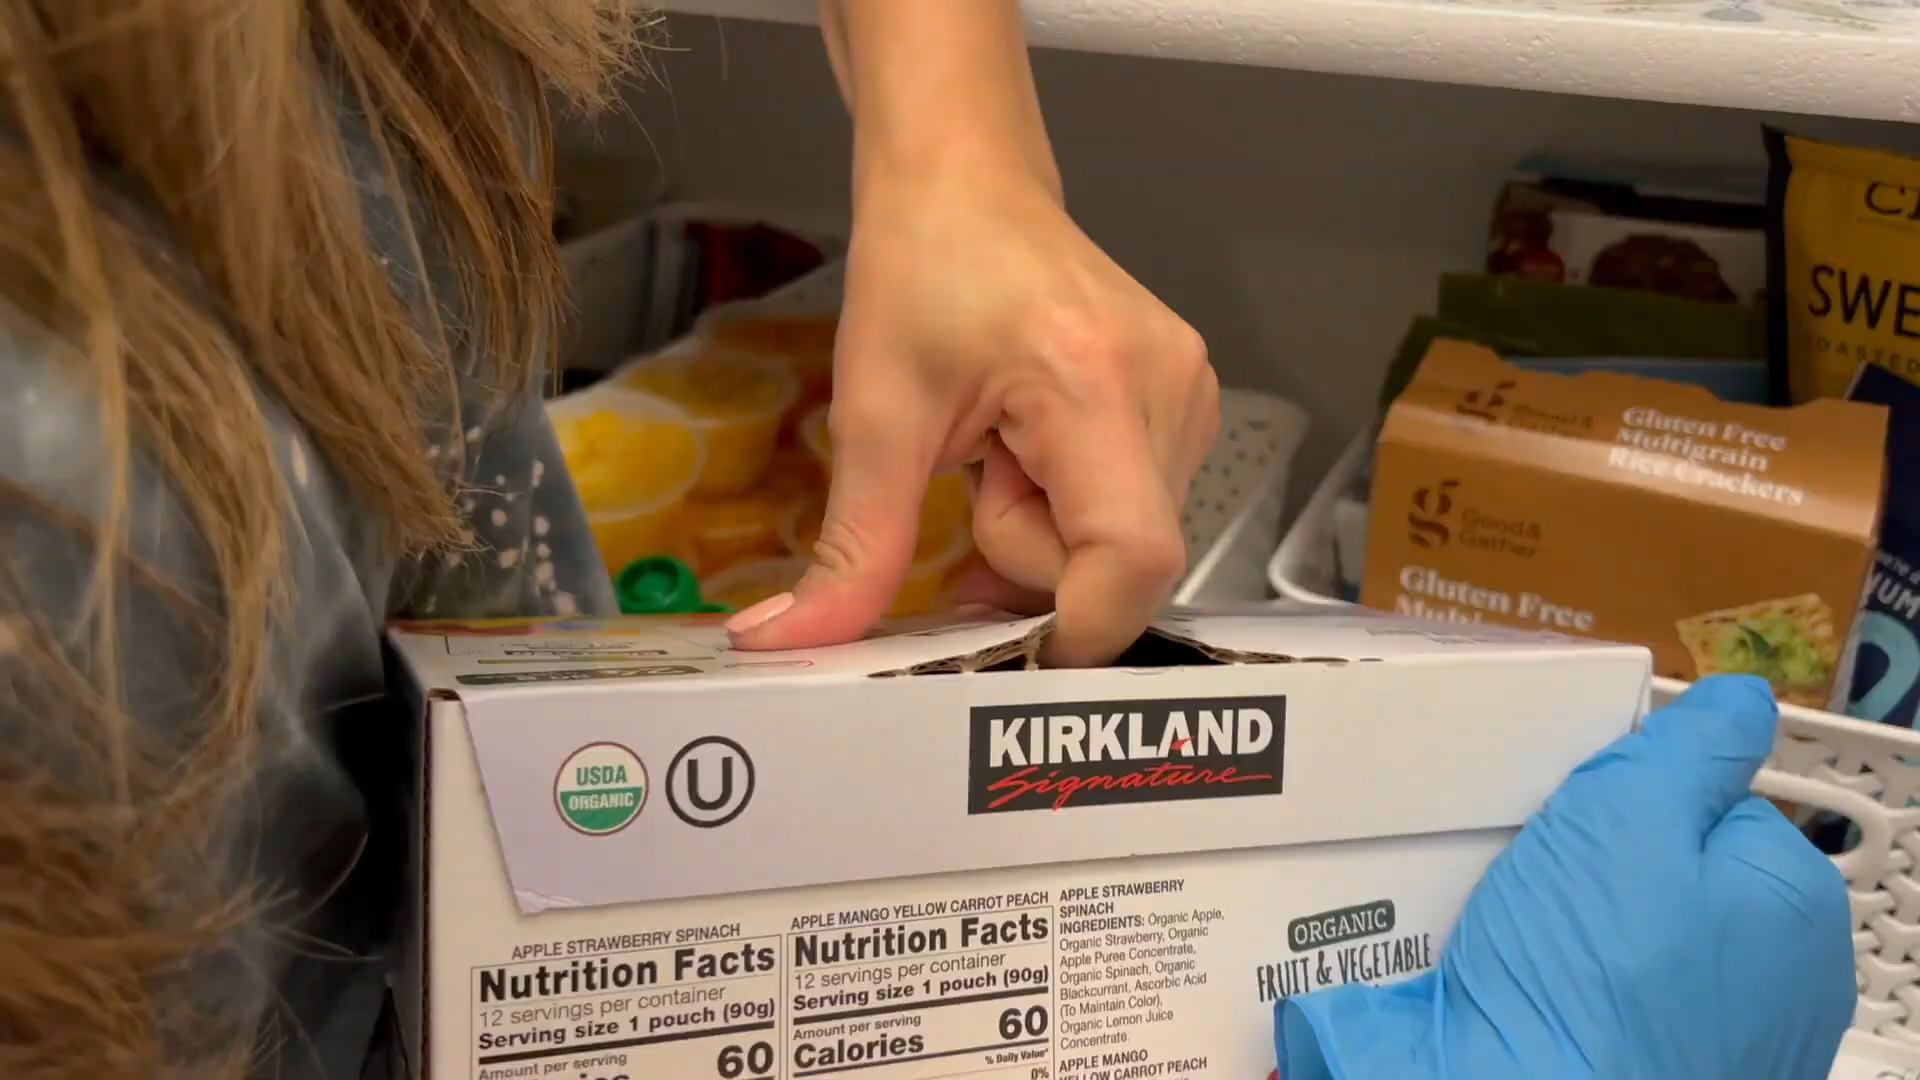 SWE
Gluten Free
Multigrain
Rice Crackers
Good&
Gather
Gluten Free
KIRKLAND
Signature
USDA
ORGANIC
U
APPLE STRAWBERRY SPINACH
Nutrition Facts
12 servings per container
Serving size 1 pouch (90g)
Amount per serving
60
APPLE MANGO YELLOW CARROT PEACH
Nutrition Facts
12 servings per container
Serving size 1 pouch (90g)
Amount per serving
Calories 60
% Daily Value*
0%
APPLE STRAWBERRY
SPINACH
INGREDIENTS: Organic Apple,
Organic Strawberry, Organic
Apple Puree Concentrate,
Organic Spinach, Organic
Blackcurrant, Ascorbic Acid
(To Maintain Color),
Organic Lemon Juice
Concentrate.
APPLE MANGO
YELLOW CARROT PEACH
ORGANIC
FRUIT & VEGETABLE